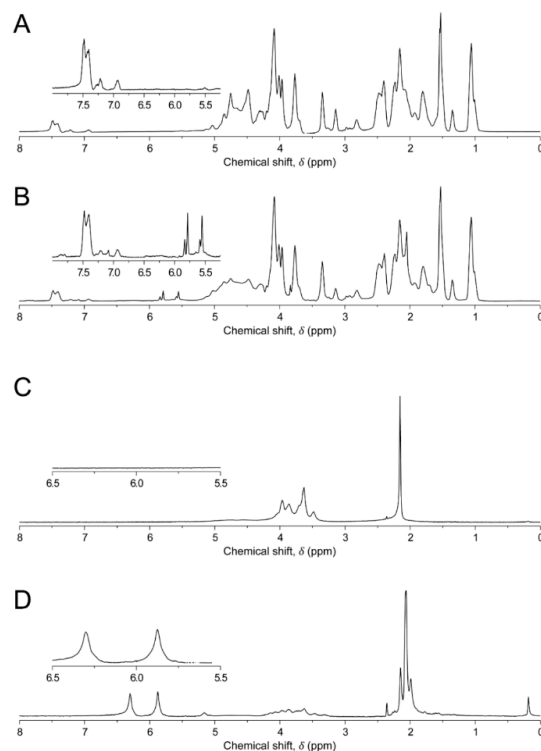 A
7.5 7.0 6.5 6.0 5.5
8 7 6 5 4 3 2 1 0
Chemical shift, δ (ppm)
B
7.5 7.0 6.5 6.0 5.5
8 7 6 5 4 3 2 1 0
Chemical shift, δ (ppm)
C
6.5 6.0 5.5
8 7 6 5 4 3 2 1 0
Chemical shift, δ (ppm)
D
6.5 6.0 5.5
8 7 6 5 4 3 2 1 0
Chemical shift, δ (ppm)